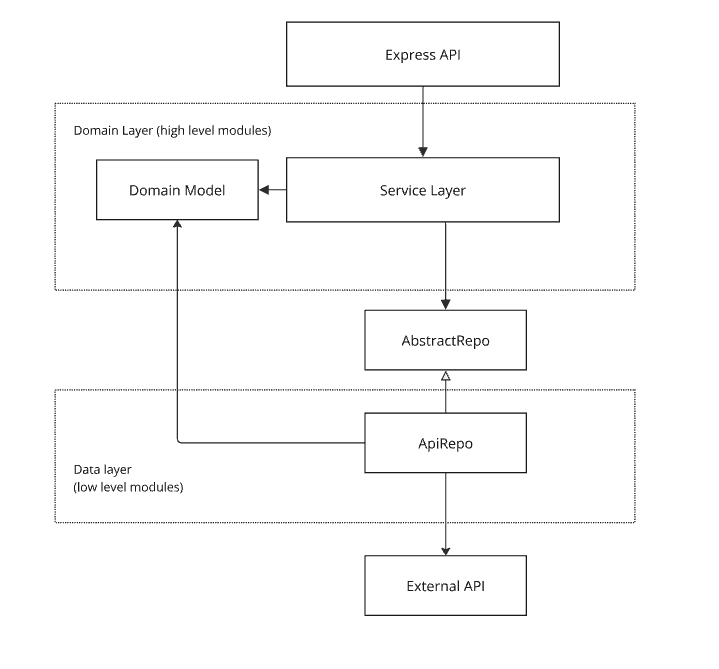 Express API
Domain Layer (high level modules)
Domain Model
Service Layer
AbstractRepo
ApiRepo
Data layer
(low level modules)
External API